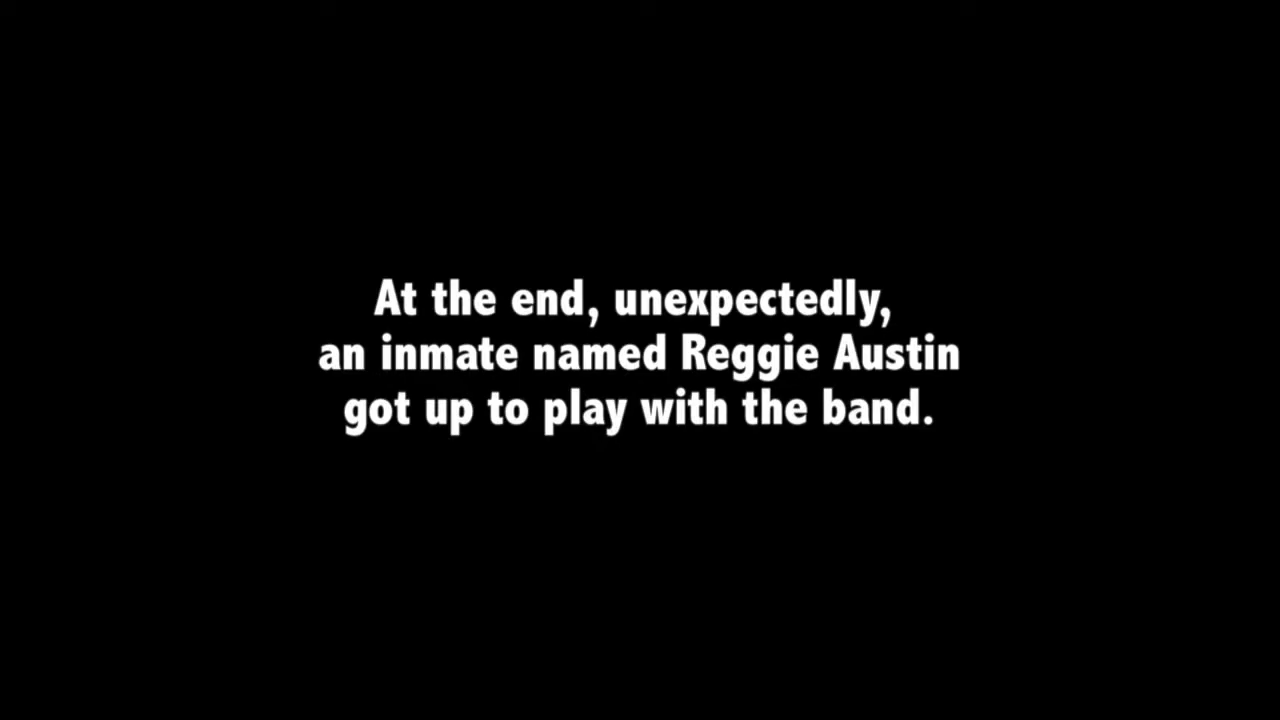 At the end, unexpectedly,
an inmate named Reggie Austin
got up to play with the band.